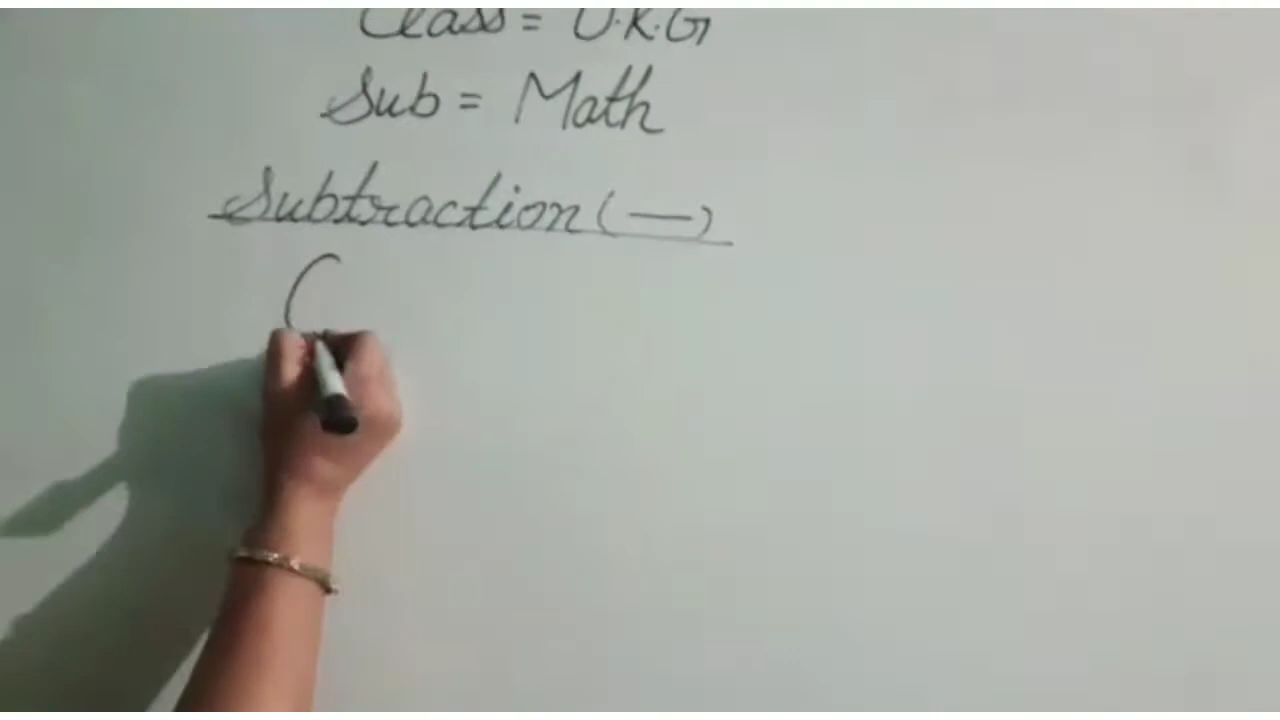 Class = U.K.G
Sub = Math
Subtraction (—)